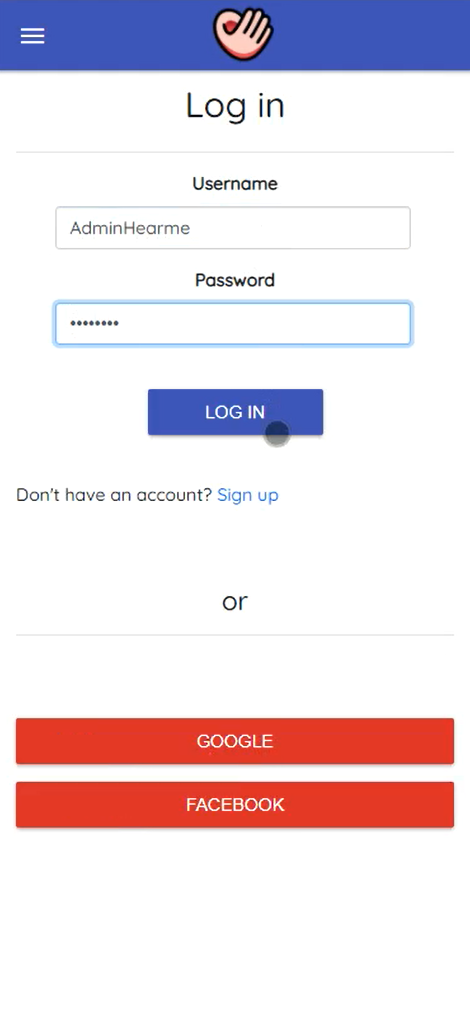 Log in
Username
AdminHearme
Password
••••••••
LOG IN
Don't have an account? Sign up
or
GOOGLE
FACEBOOK